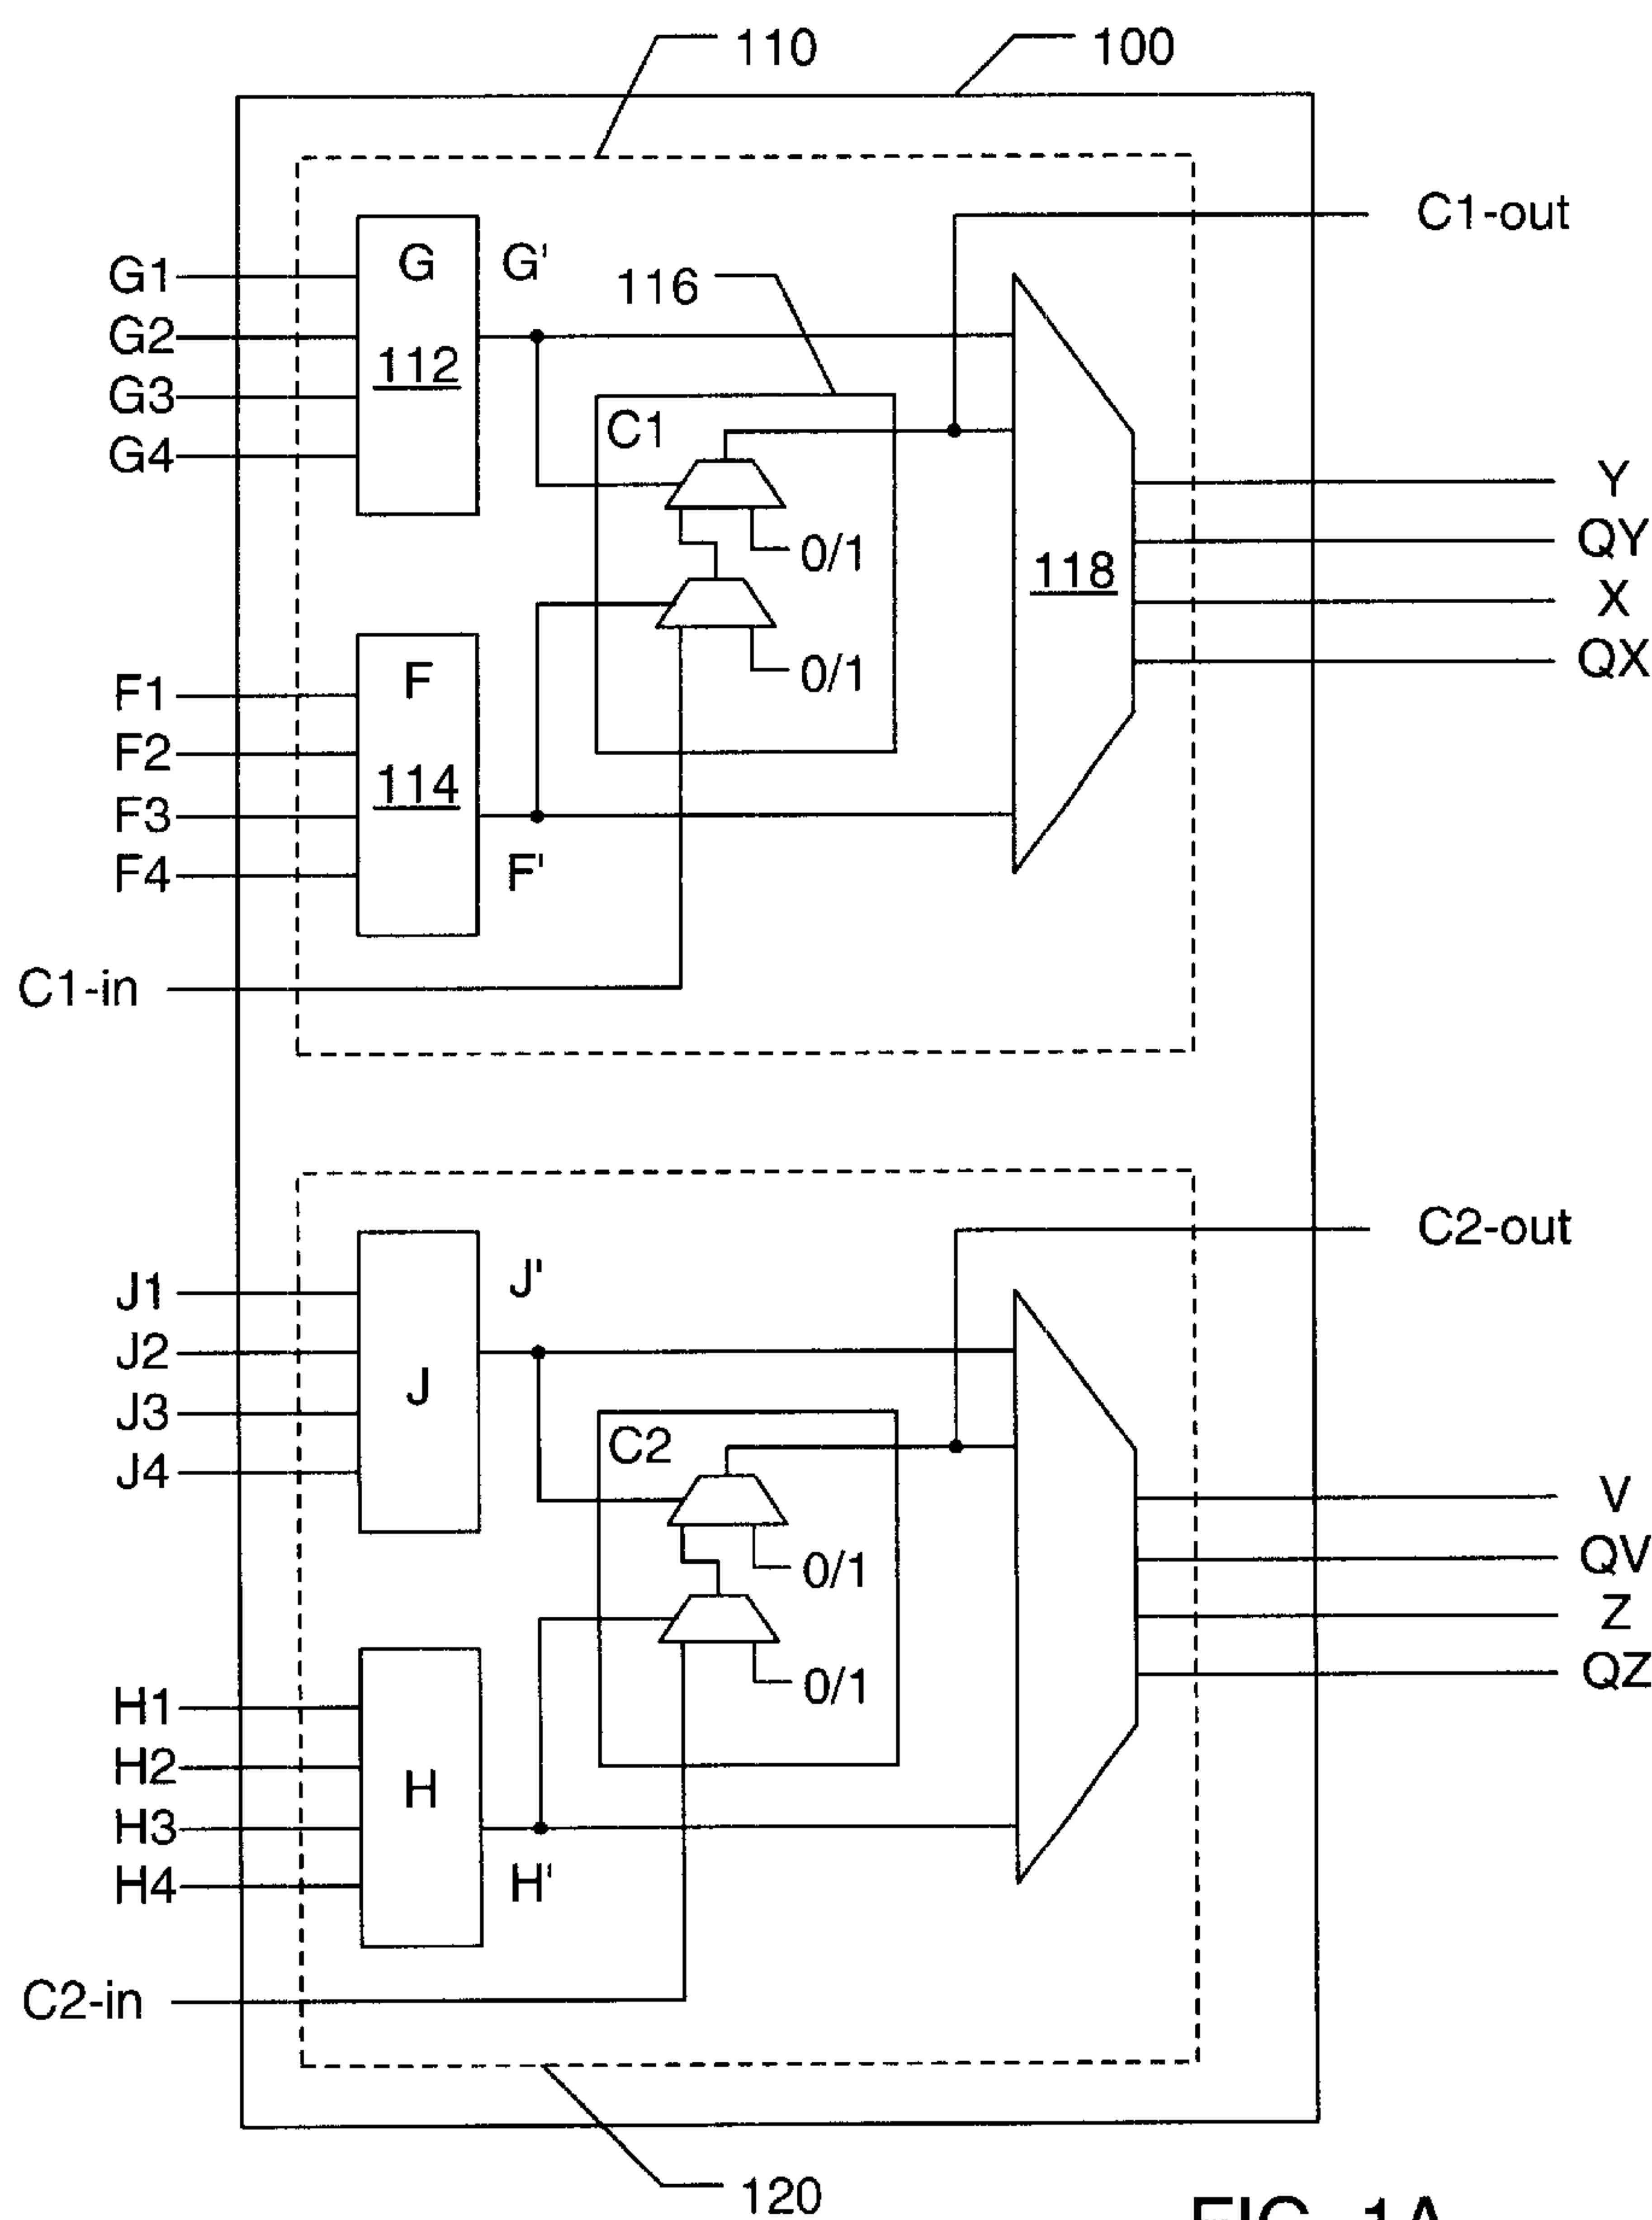 110
100
C1-out
G1
G2
G3
G4
G
112
G'
116
C1
0/1
0/1
118
Y
QY
X
QX
F1
F2
F3
F4
F
114
F'
C1-in
C2-out
J1
J2
J3
J4
J
J'
C2
0/1
0/1
V
QV
Z
QZ
H1
H2
H3
H4
H
H'
C2-in
120
FIG. 1A